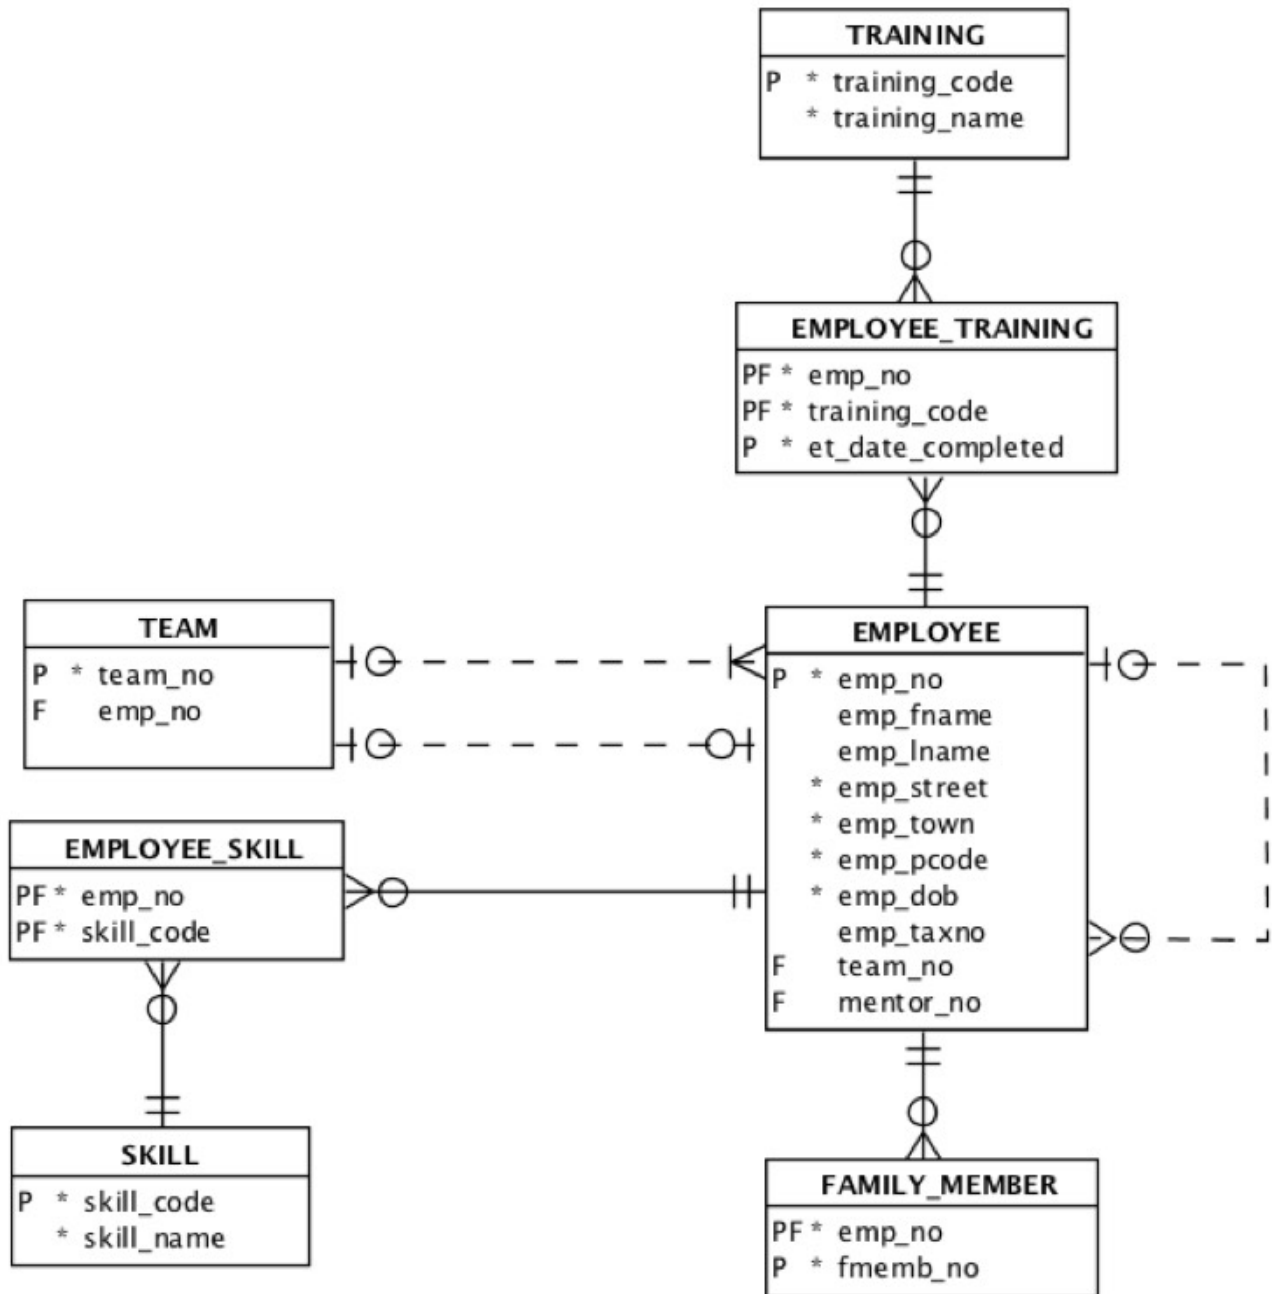 TRAINING
P * training_code
* training_name
EMPLOYEE_TRAINING
PF * emp_no
PF * training_code
P * et_date_completed
TEAM
P * team_no
F emp_no
EMPLOYEE
P * emp_no
emp_fname
emp_lname
* emp_street
* emp_town
* emp_pcode
* emp_dob
emp_taxno
F team_no
F mentor_no
EMPLOYEE_SKILL
PF * emp_no
PF * skill_code
SKILL
P * skill_code
* skill_name
FAMILY_MEMBER
PF * emp_no
P * fmemb_no